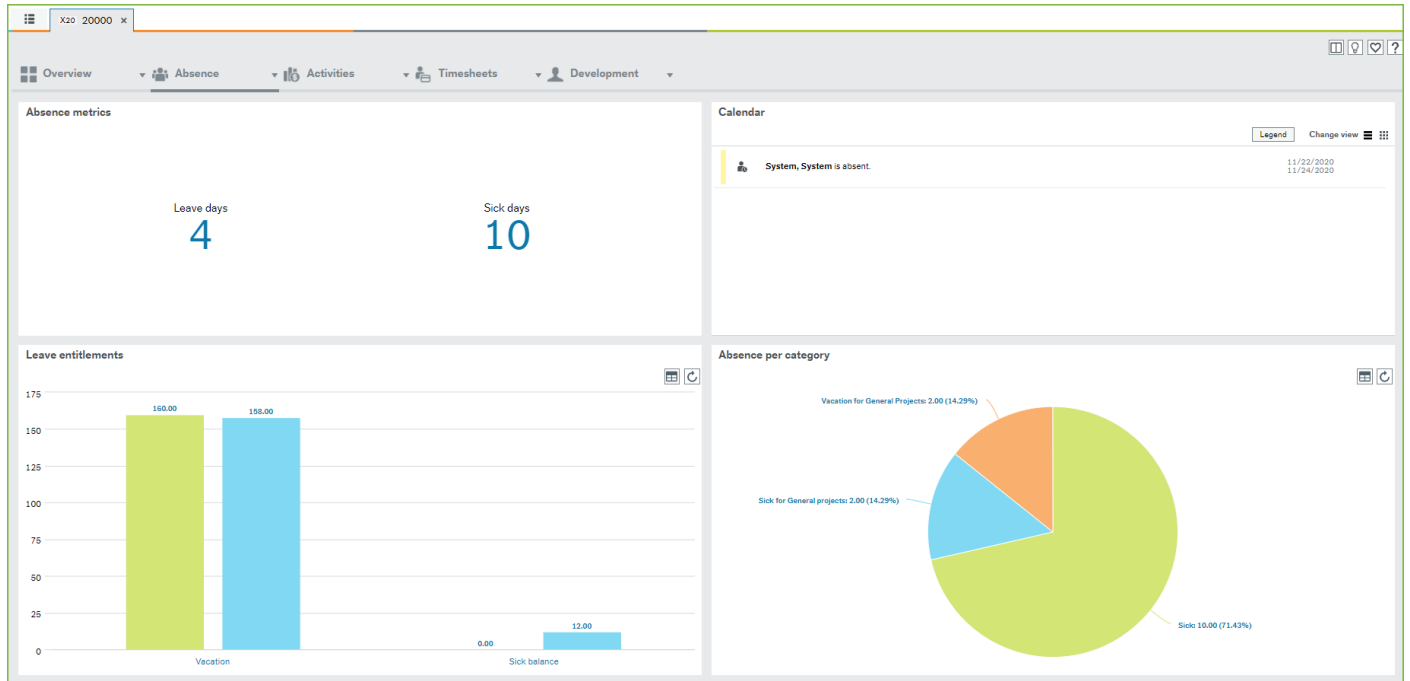 X20 20000 ×
?
Overview
Absence
Activities
Timesheets
Development
Absence metrics
Leave days
4
Sick days
10
Calendar
Legend
Change view
System, System is absent.
11/22/2020
11/24/2020
Leave entitlements
175
150
125
100
75
50
25
0
160.00
158.00
0.00
12.00
Vacation
Sick balance
Absence per category
Vacation for General Projects: 2.00 (14.29%)
Sick for General projects: 2.00 (14.29%)
Sick: 10.00 (71.43%)